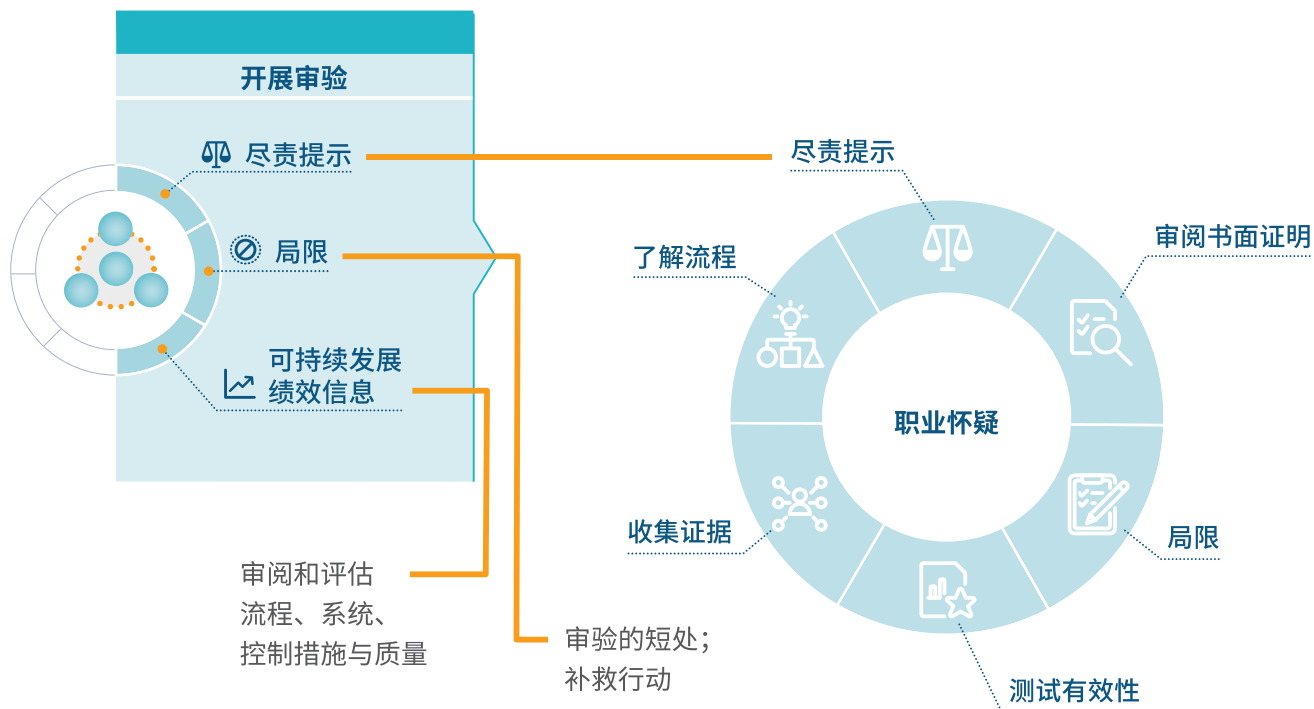 开展审验
尽责提示
局限
可持续发展
绩效信息
审阅和评估
流程、系统、
控制措施与质量
审验的短处；
补救行动
尽责提示
审阅书面证明
了解流程
职业怀疑
收集证据
局限
测试有效性